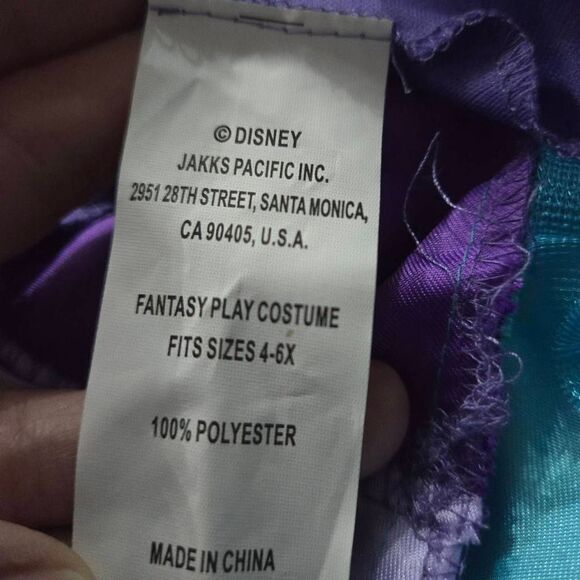 © DISNEY
JAKKS PACIFIC INC.
2951 28TH STREET, SANTA MONICA,
CA 90405, U.S.A.
FANTASY PLAY COSTUME
FITS SIZES 4-6X
100% POLYESTER
MADE IN CHINA